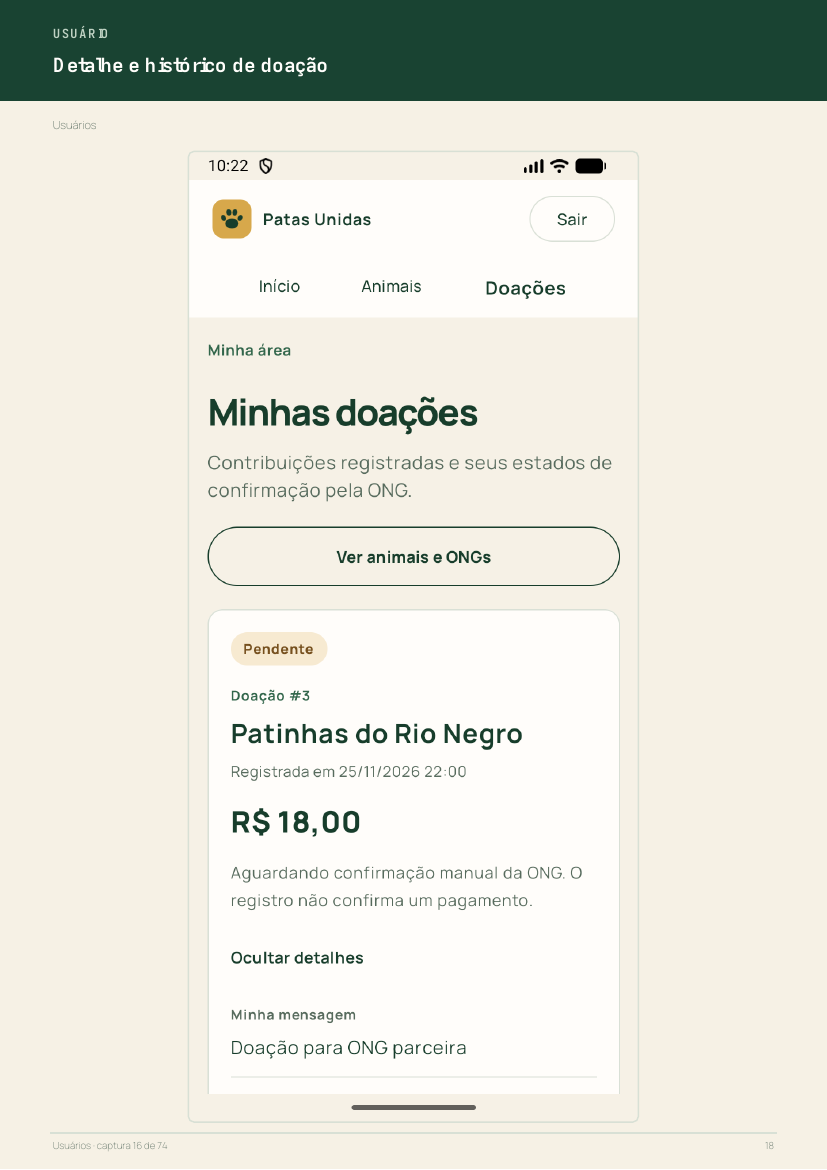 USUÁRIO
Detalhe e histórico de doação
Usuários
10:22
Patas Unidas
Sair
Início
Animais
Doações
Minha área
Minhas doações
Contribuições registradas e seus estados de
confirmação pela ONG.
Ver animais e ONGs
Pendente
Doação #3
Patinhas do Rio Negro
Registrada em 25/11/2026 22:00
R$ 18,00
Aguardando confirmação manual da ONG. O
registro não confirma um pagamento.
Ocultar detalhes
Minha mensagem
Doação para ONG parceira
Usuários · captura 16 de 74
18